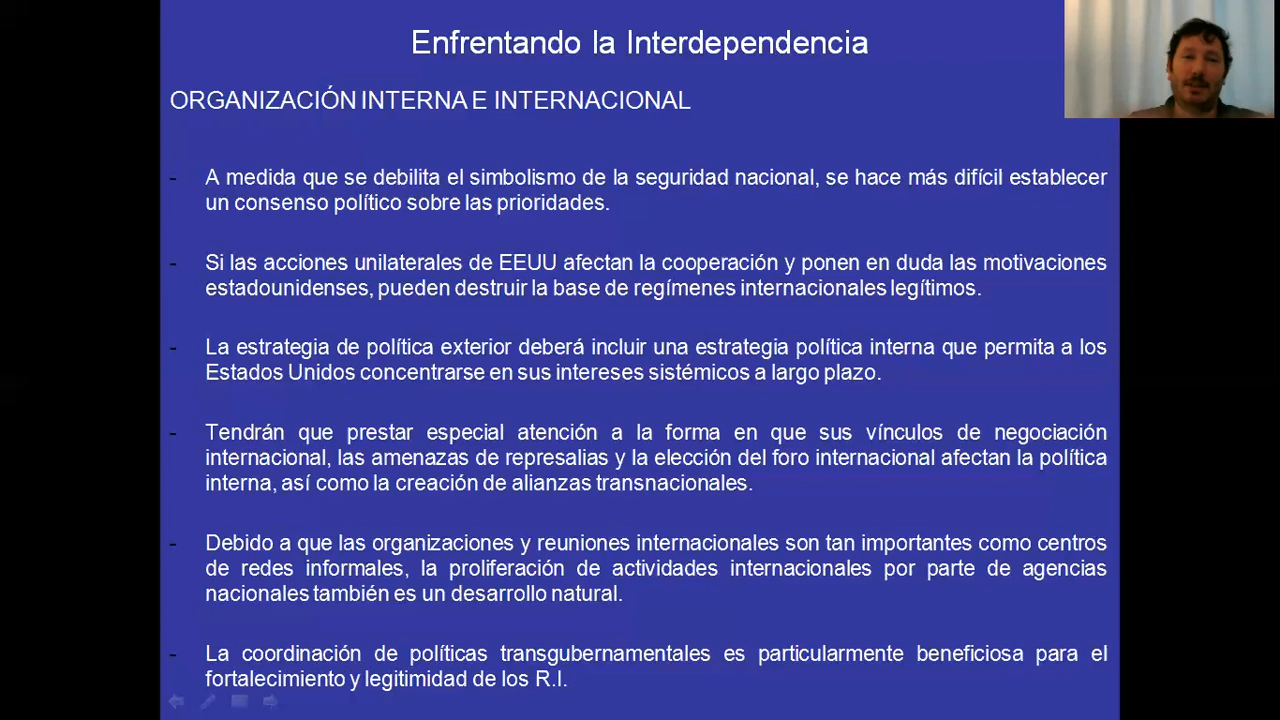 Enfrentando la Interdependencia
ORGANIZACIÓN INTERNA E INTERNACIONAL
- A medida que se debilita el simbolismo de la seguridad nacional, se hace más difícil establecer
un consenso político sobre las prioridades.
- Si las acciones unilaterales de EEUU afectan la cooperación y ponen en duda las motivaciones
estadounidenses, pueden destruir la base de regímenes internacionales legítimos.
- La estrategia de política exterior deberá incluir una estrategia política interna que permita a los
Estados Unidos concentrarse en sus intereses sistémicos a largo plazo.
- Tendrán que prestar especial atención a la forma en que sus vínculos de negociación
internacional, las amenazas de represalias y la elección del foro internacional afectan la política
interna, así como la creación de alianzas transnacionales.
- Debido a que las organizaciones y reuniones internacionales son tan importantes como centros
de redes informales, la proliferación de actividades internacionales por parte de agencias
nacionales también es un desarrollo natural.
- La coordinación de políticas transgubernamentales es particularmente beneficiosa para el
fortalecimiento y legitimidad de los R.I.